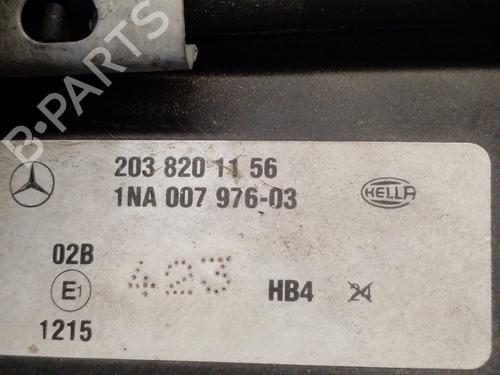 B-PARTS
203 820 11 56
1NA 007 976-03
HELLA
02B
423
E1
HB4 24
1215